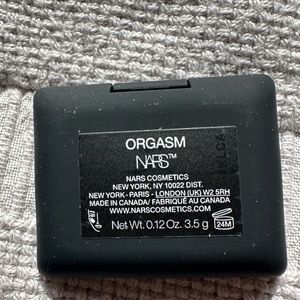 ORGASM
NARS™
NARS COSMETICS
NEW YORK, NY 10022 DIST.
NEW YORK - PARIS - LONDON (UK) W2 5RH
MADE IN CANADA/ FABRIQUÉ AU CANADA
WWW.NARSCOSMETICS.COM
Net Wt. 0.12 Oz. 3.5 g
24M